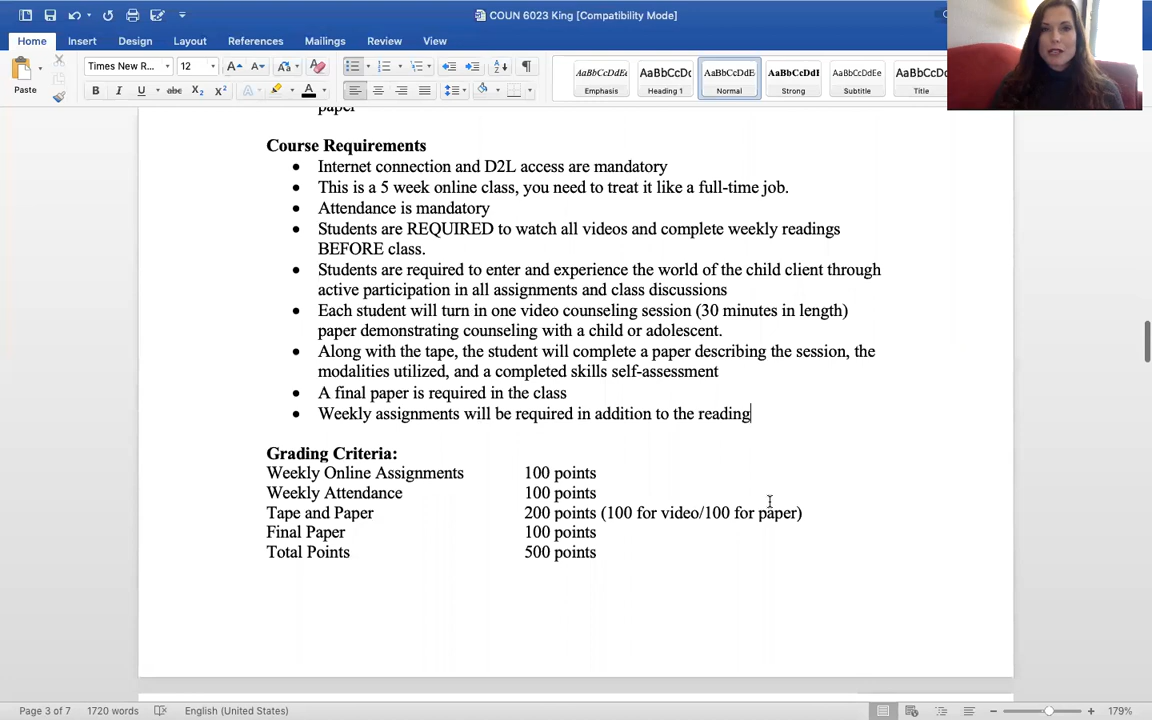 COUN 6023 King [Compatibility Mode]
Home Insert Design Layout References Mailings Review View
Paste
Times New R... 12
B I U abc X₂ X² A A
AaBbCcDdEe AaBbCcDc AaBbCcDdE AaBbCcDdI AaBbCcDdEe AaBbCcD
Emphasis Heading 1 Normal Strong Subtitle Title
paper
Course Requirements
• Internet connection and D2L access are mandatory
• This is a 5 week online class, you need to treat it like a full-time job.
• Attendance is mandatory
• Students are REQUIRED to watch all videos and complete weekly readings
BEFORE class.
• Students are required to enter and experience the world of the child client through
active participation in all assignments and class discussions
• Each student will turn in one video counseling session (30 minutes in length)
paper demonstrating counseling with a child or adolescent.
• Along with the tape, the student will complete a paper describing the session, the
modalities utilized, and a completed skills self-assessment
• A final paper is required in the class
• Weekly assignments will be required in addition to the reading
Grading Criteria:
Weekly Online Assignments 100 points
Weekly Attendance 100 points
Tape and Paper 200 points (100 for video/100 for paper)
Final Paper 100 points
Total Points 500 points
Page 3 of 7 1720 words English (United States) 179%